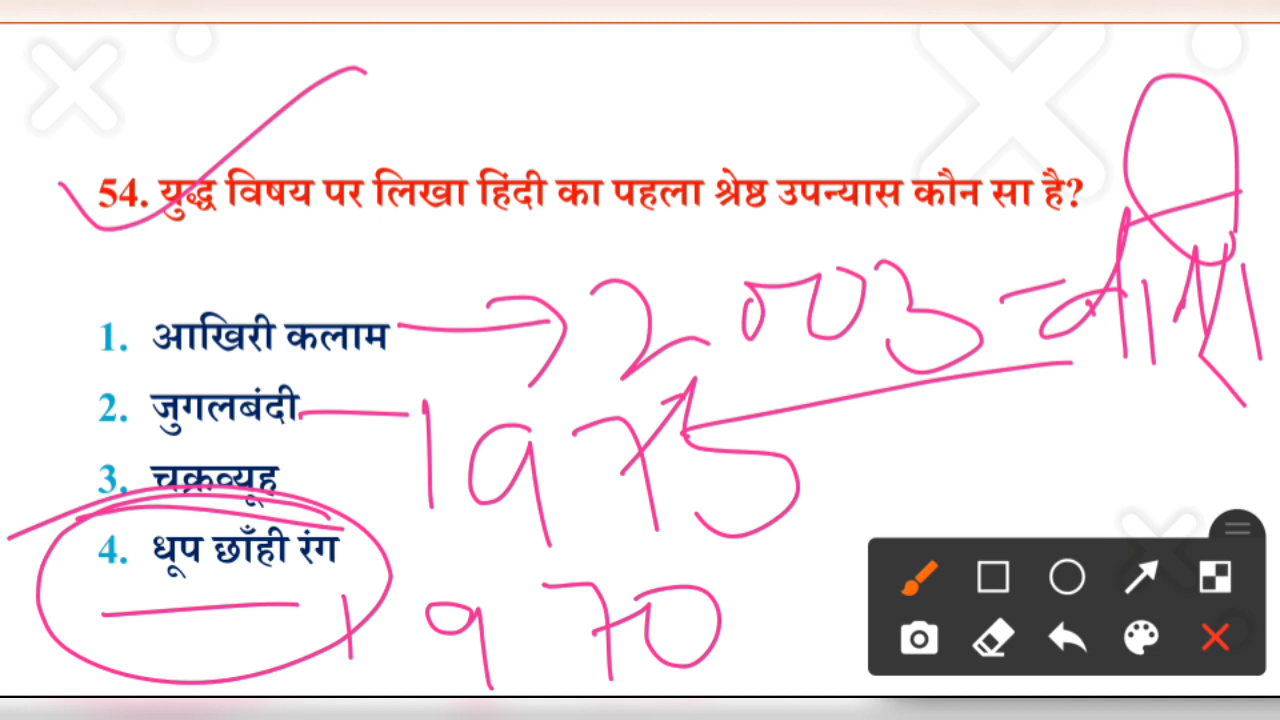 54. युद्ध विषय पर लिखा हिंदी का पहला श्रेष्ठ उपन्यास कौन सा है?
1. आखिरी कलाम 2003
2. जुगलबंदी 1975
3. चक्रव्यूह
4. धूप छाँही रंग
1970